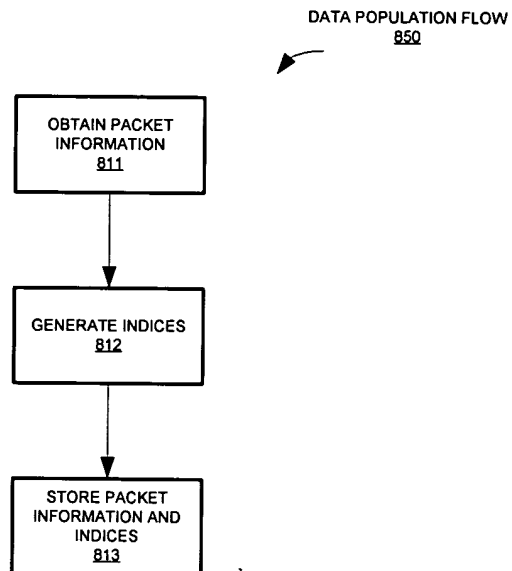 DATA POPULATION FLOW
850
OBTAIN PACKET
INFORMATION
811
GENERATE INDICES
812
STORE PACKET
INFORMATION AND
INDICES
813